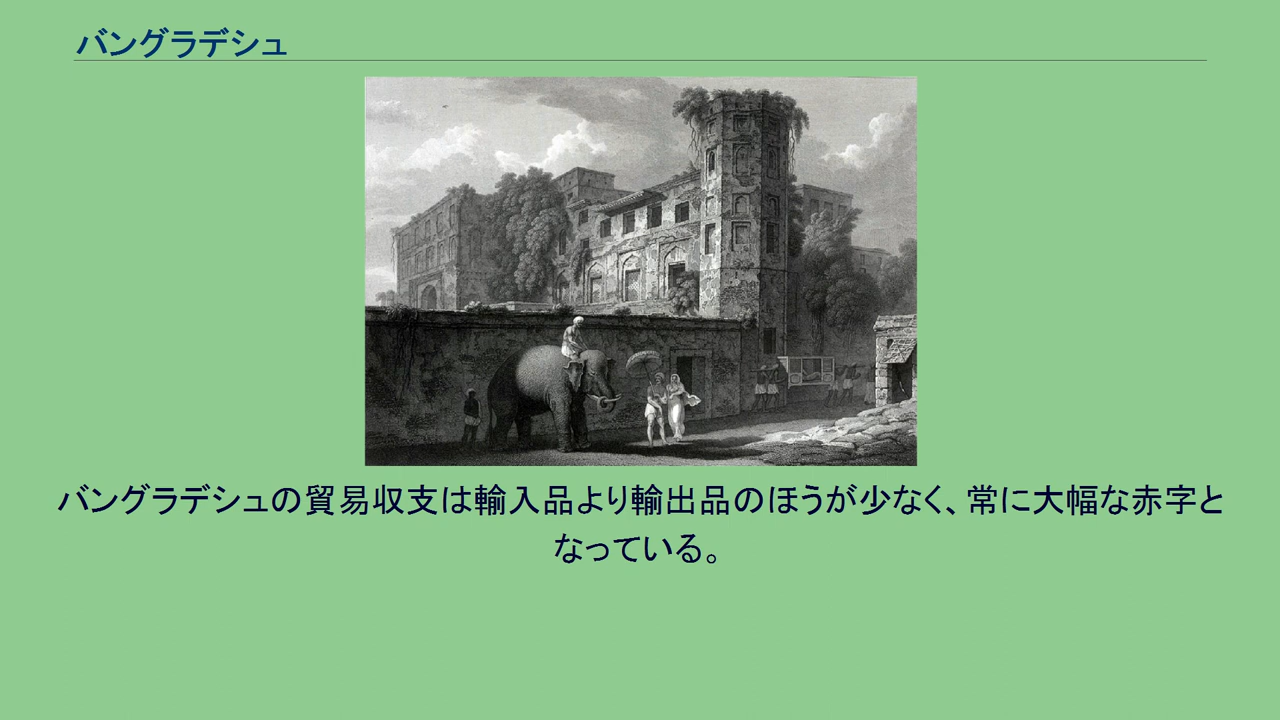 バングラデシュ
バングラデシュの貿易収支は輸入品より輸出品のほうが少なく、常に大幅な赤字と
なっている。